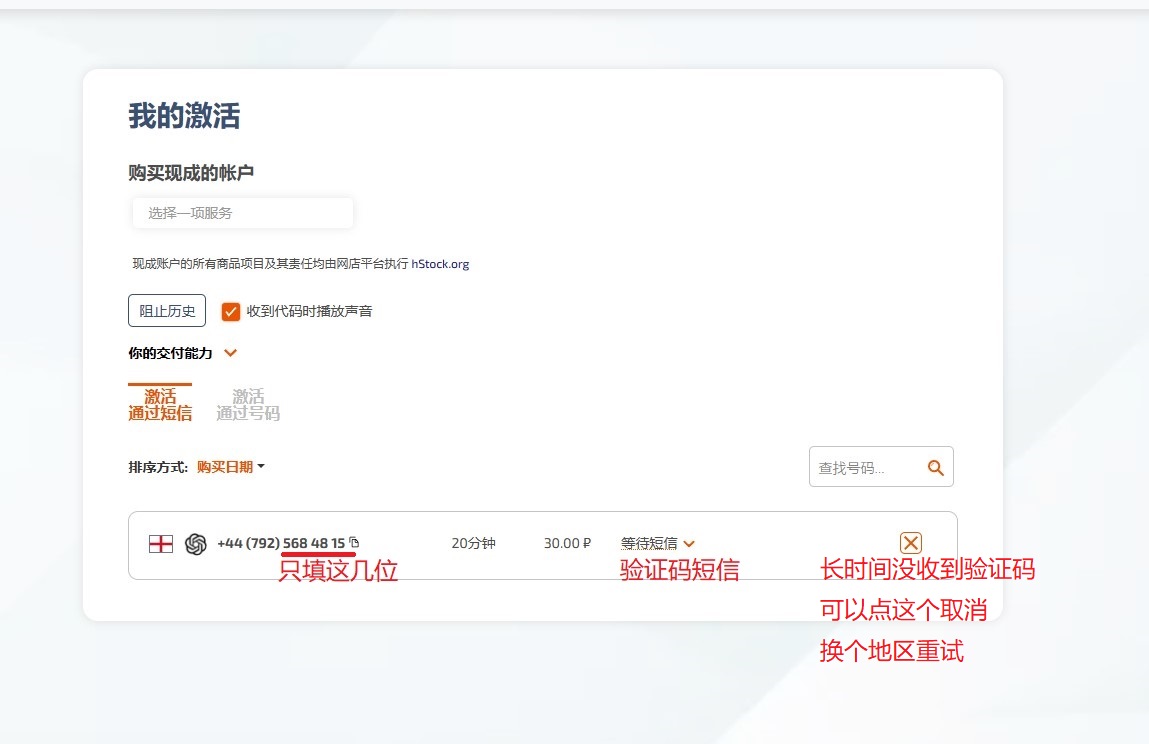 我的激活
购买现成的帐户
选择一项服务
现成账户的所有商品项目及其责任均由网店平台执行 hStock.org
阻止历史
收到代码时播放声音
你的交付能力
激活
通过短信
激活
通过号码
排序方式: 购买日期
查找号码...
+44 (792) 568 48 15
20分钟
30.00 ₽
等待短信
只填这几位
验证码短信
长时间没收到验证码
可以点这个取消
换个地区重试